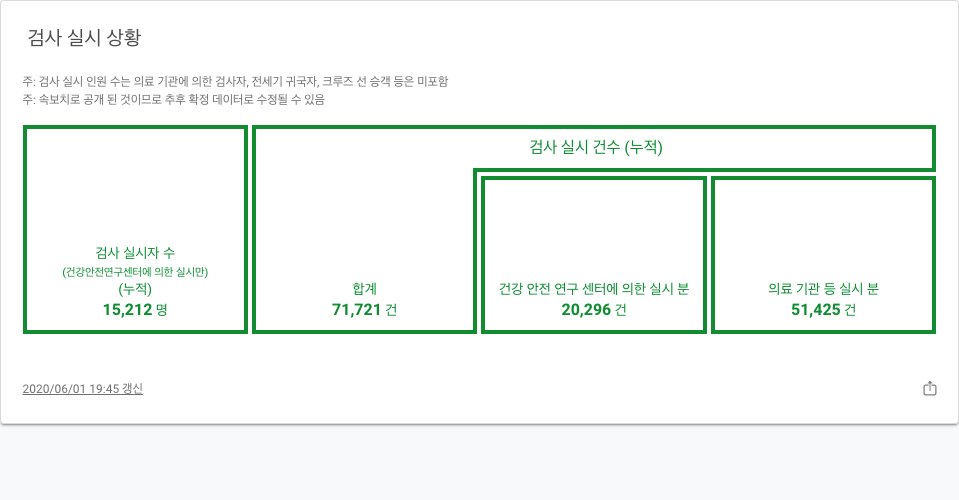 검사 실시 상황
주: 검사 실시 인원 수는 의료 기관에 의한 검사자, 전세기 귀국자, 크루즈 선 승객 등은 미포함
주: 속보치로 공개 된 것이므로 추후 확정 데이터로 수정될 수 있음
검사 실시 건수 (누적)
검사 실시자 수
(건강안전연구센터에 의한 실시만)
(누적)
15,212 명
합계
71,721 건
건강 안전 연구 센터에 의한 실시 분
20,296 건
의료 기관 등 실시 분
51,425 건
2020/06/01 19:45 갱신